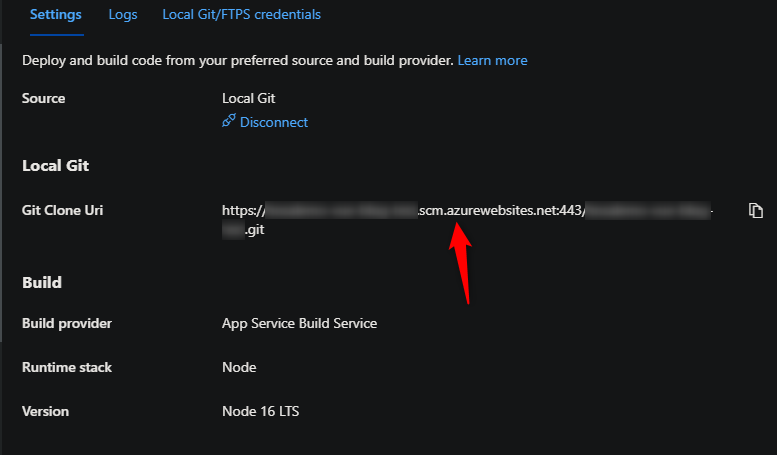 Settings Logs Local Git/FTPS credentials
Deploy and build code from your preferred source and build provider. Learn more
Source Local Git
Disconnect
Local Git
Git Clone Uri https:// .scm.azurewebsites.net:443/ -
.git
Build
Build provider App Service Build Service
Runtime stack Node
Version Node 16 LTS